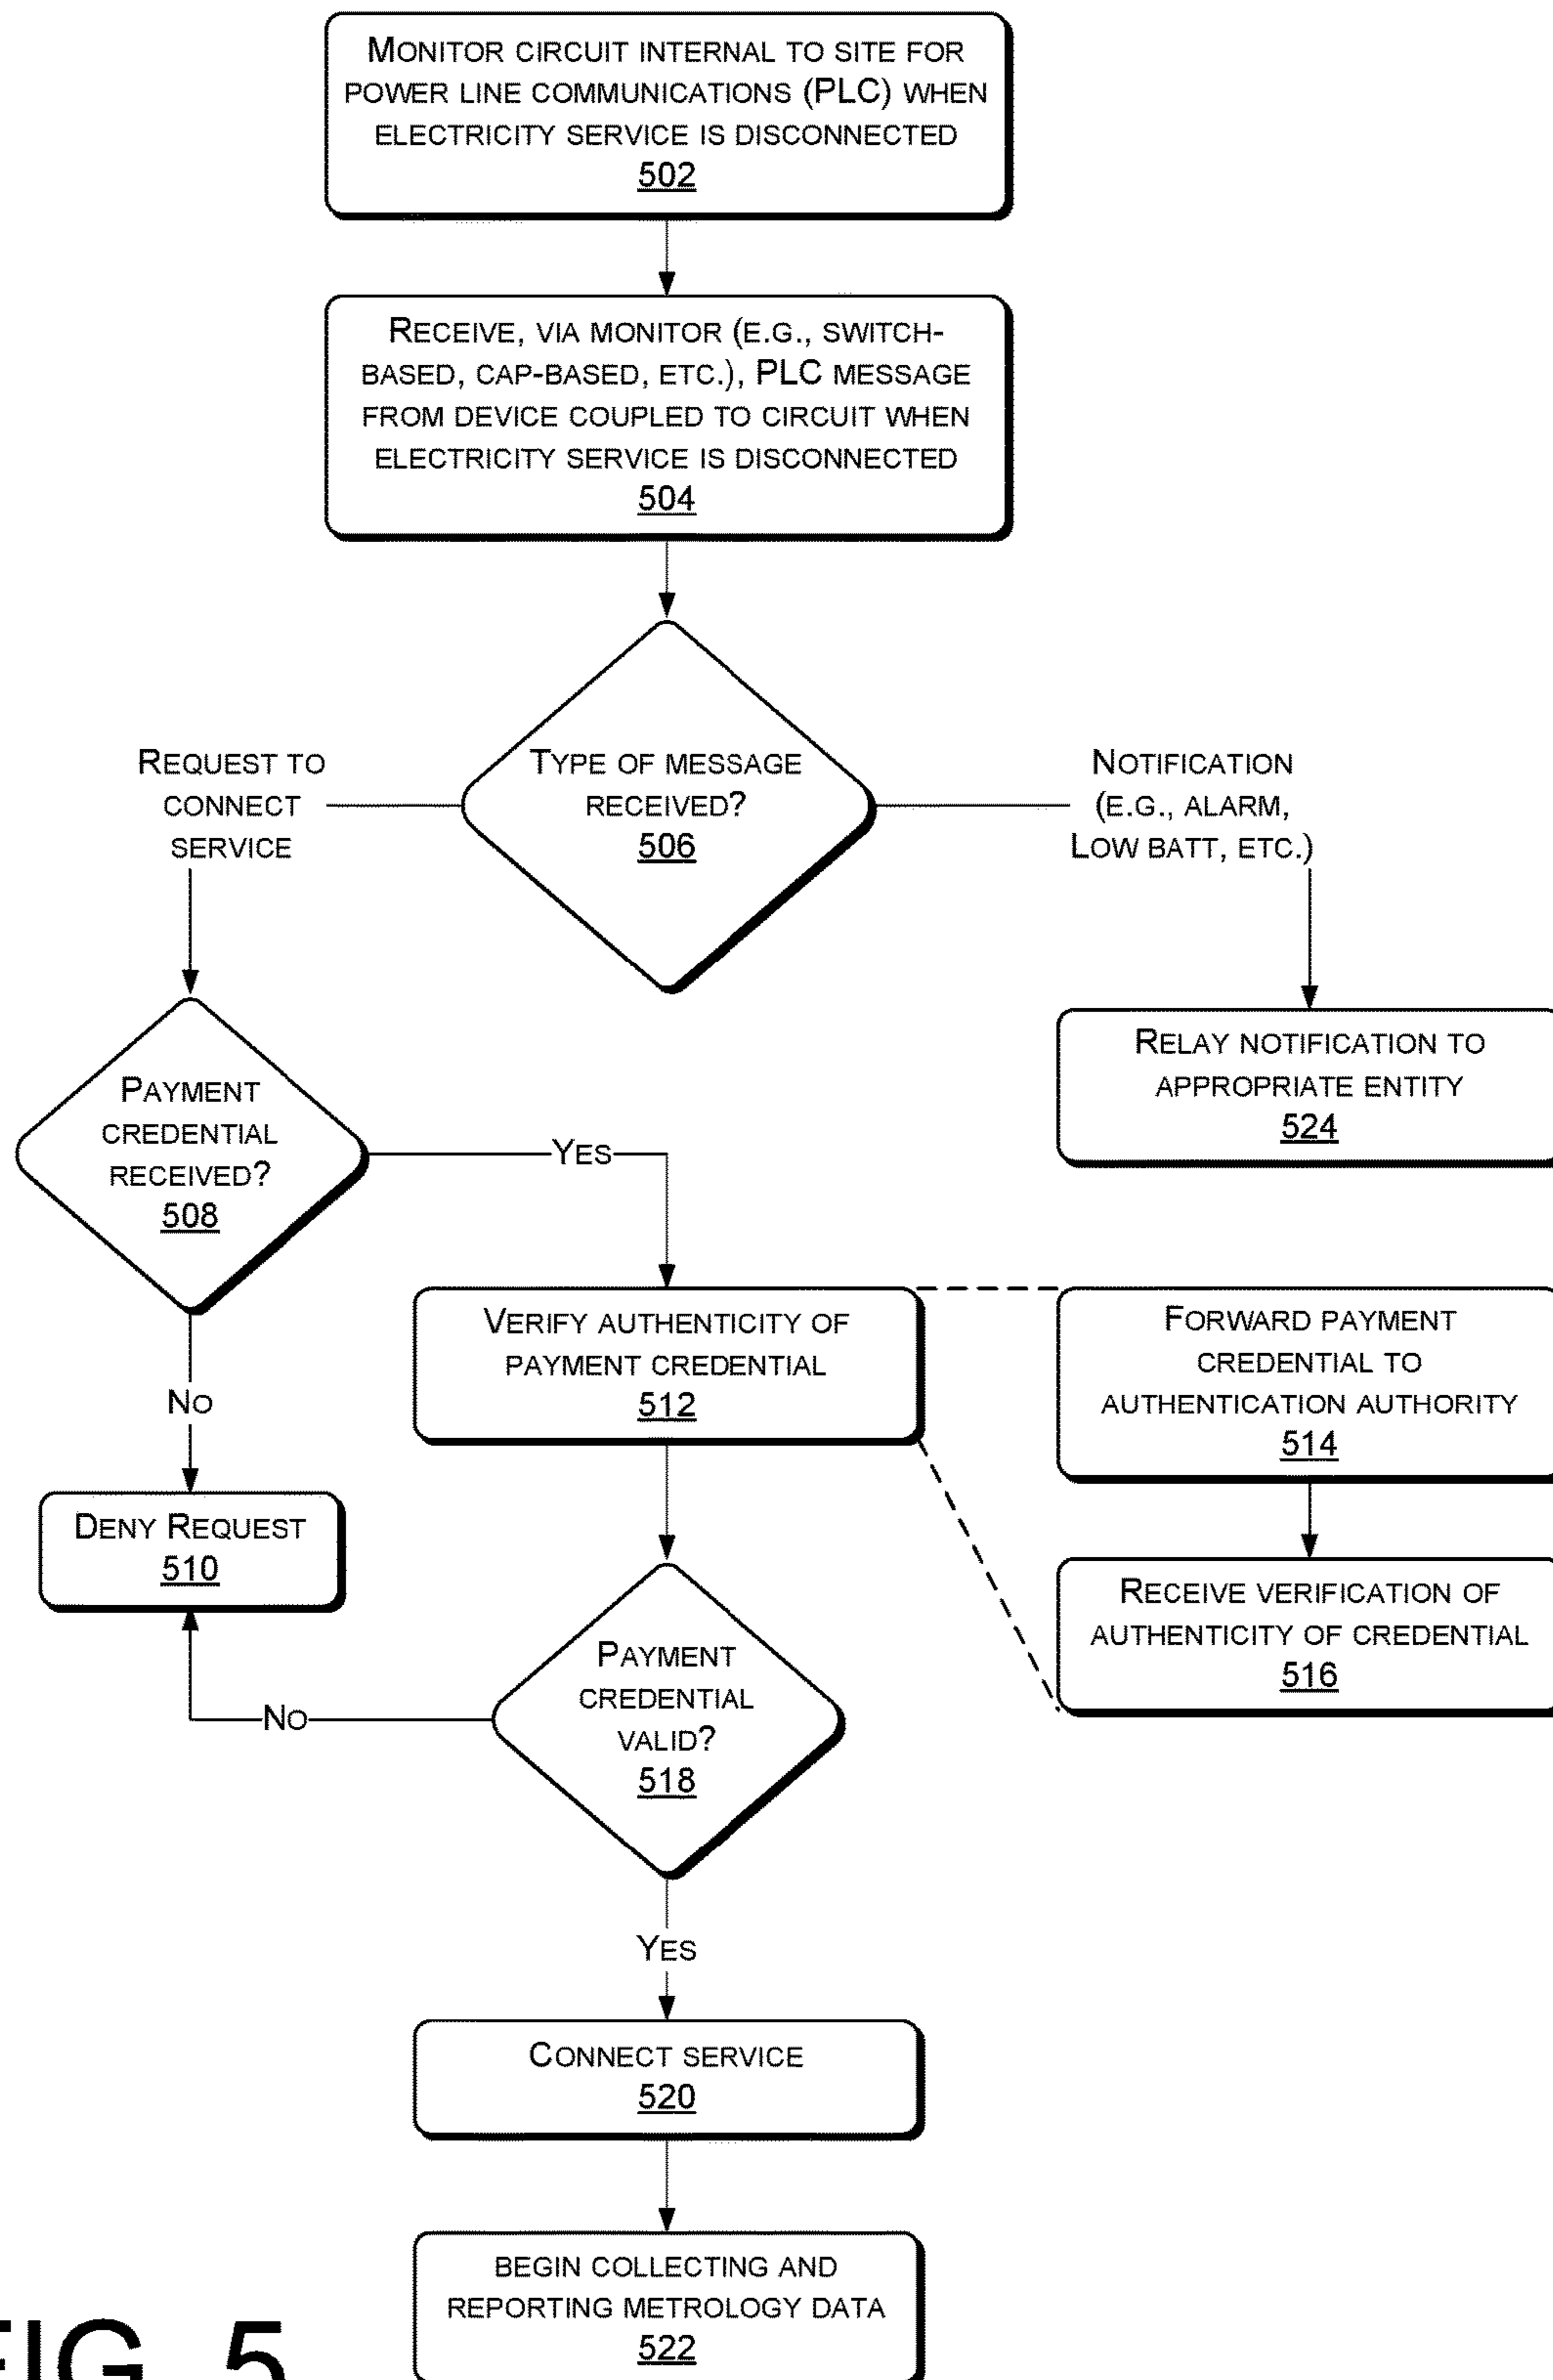 MONITOR CIRCUIT INTERNAL TO SITE FOR
POWER LINE COMMUNICATIONS (PLC) WHEN
ELECTRICITY SERVICE IS DISCONNECTED
502
RECEIVE, VIA MONITOR (E.G., SWITCH-
BASED, CAP-BASED, ETC.), PLC MESSAGE
FROM DEVICE COUPLED TO CIRCUIT WHEN
ELECTRICITY SERVICE IS DISCONNECTED
504
TYPE OF MESSAGE
RECEIVED?
506
REQUEST TO
CONNECT
SERVICE
NOTIFICATION
(E.G., ALARM,
LOW BATT, ETC.)
RELAY NOTIFICATION TO
APPROPRIATE ENTITY
524
PAYMENT
CREDENTIAL
RECEIVED?
508
YES
NO
DENY REQUEST
510
VERIFY AUTHENTICITY OF
PAYMENT CREDENTIAL
512
FORWARD PAYMENT
CREDENTIAL TO
AUTHENTICATION AUTHORITY
514
RECEIVE VERIFICATION OF
AUTHENTICITY OF CREDENTIAL
516
PAYMENT
CREDENTIAL
VALID?
518
NO
YES
CONNECT SERVICE
520
BEGIN COLLECTING AND
REPORTING METROLOGY DATA
522
FIG. 5